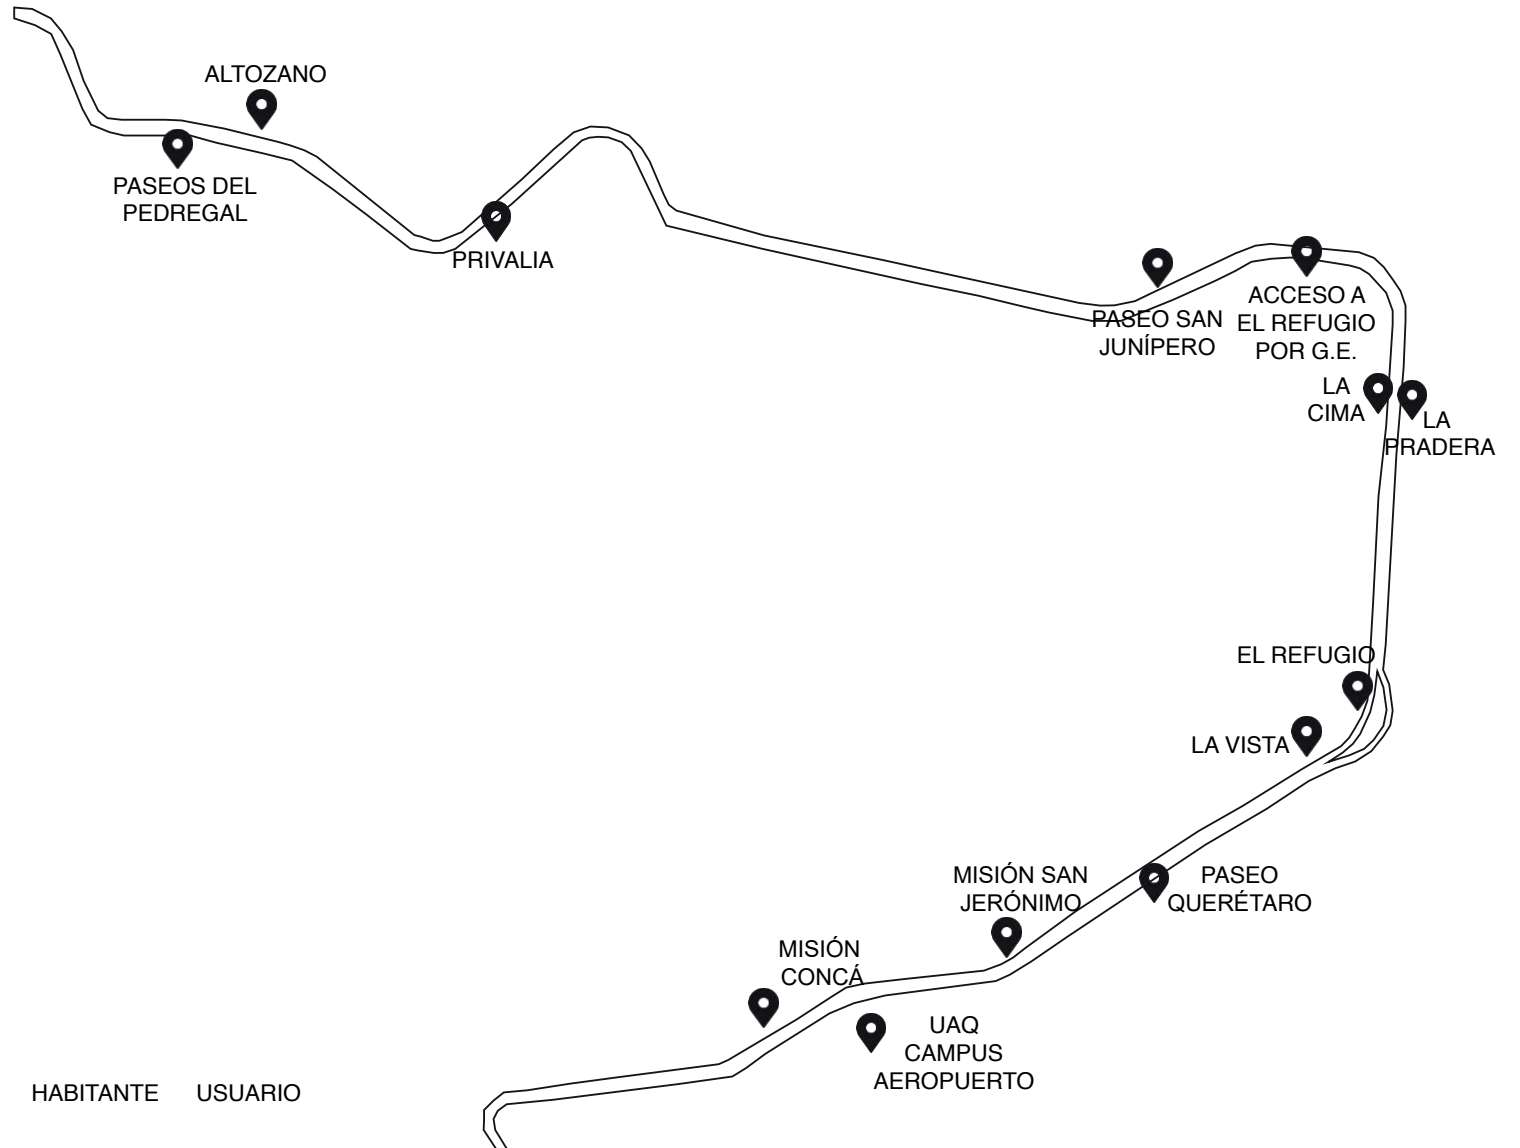 ALTOZANO
PASEOS DEL
PEDREGAL
PRIVALIA
PASEO SAN
JUNÍPERO
ACCESO A
EL REFUGIO
POR G.E.
LA
CIMA
LA
PRADERA
EL REFUGIO
LA VISTA
MISIÓN SAN
JERÓNIMO
PASEO
QUERÉTARO
MISIÓN
CONCÁ
UAQ
CAMPUS
AEROPUERTO
HABITANTE USUARIO